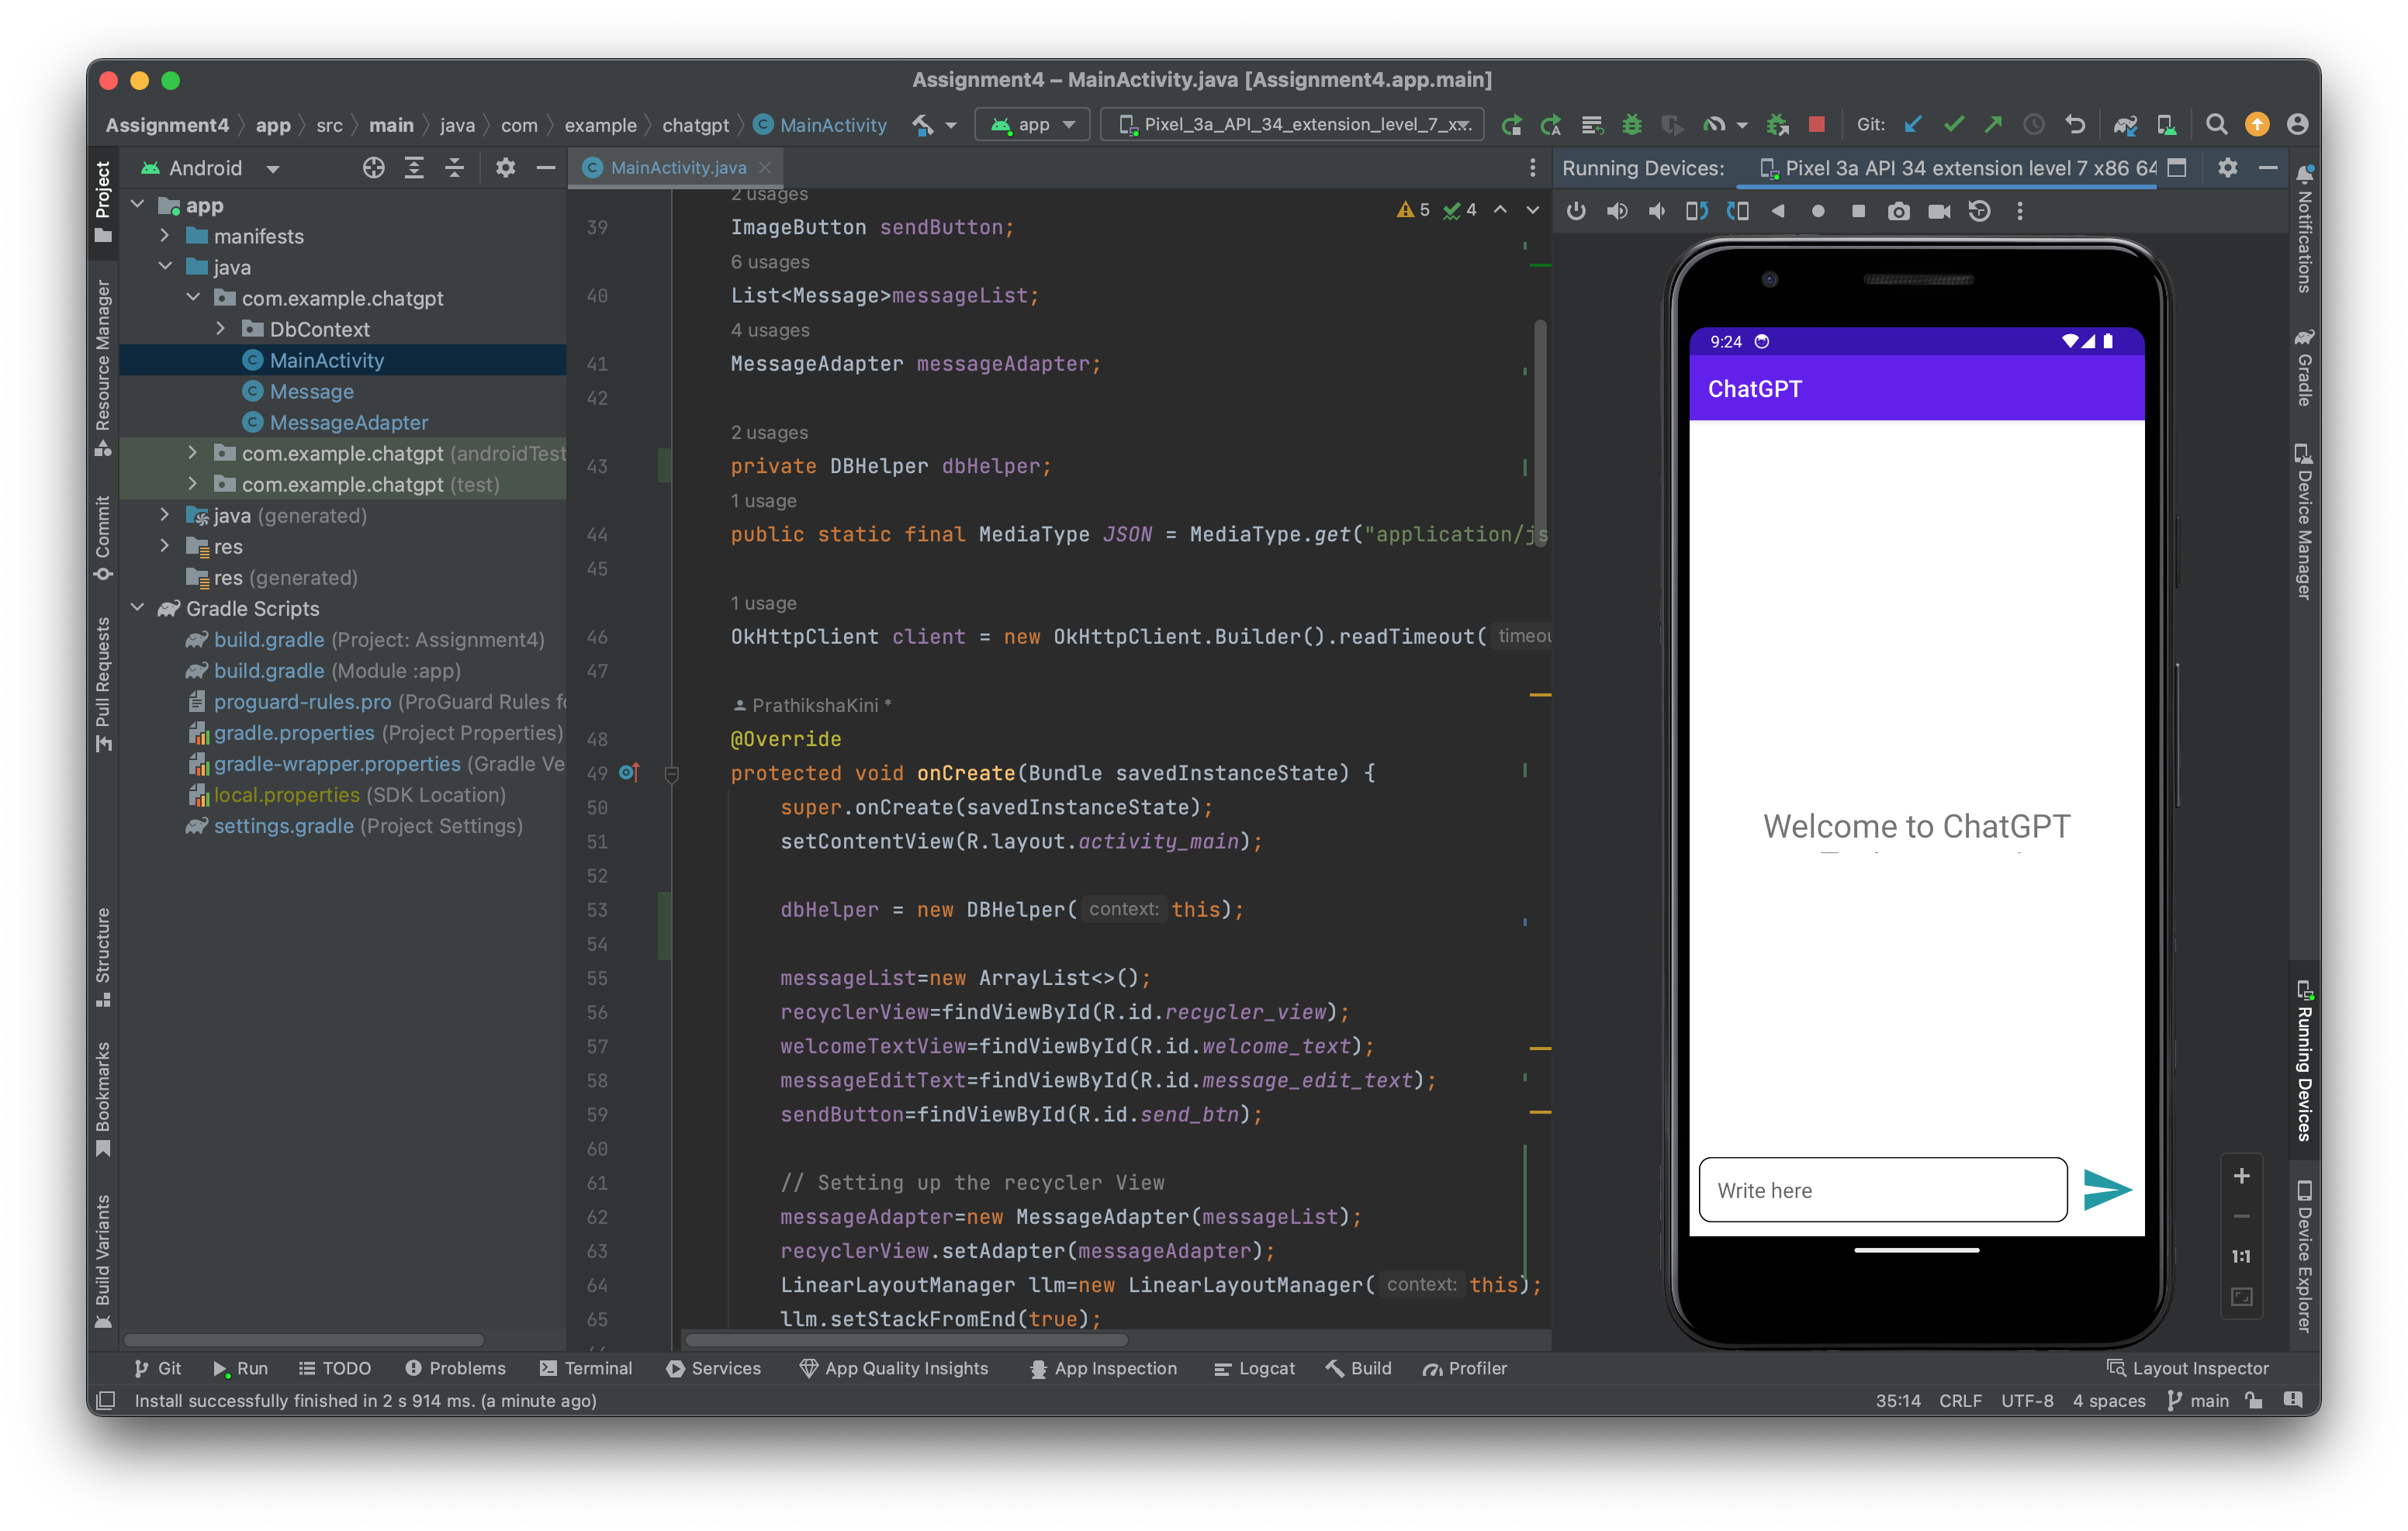 Assignment4 – MainActivity.java [Assignment4.app.main]
Assignment4 app src main java com example chatgpt MainActivity
app
Pixel_3a_API_34_extension_level_7_x...
Git:
Android
MainActivity.java
Running Devices:
Pixel 3a API 34 extension level 7 x86 64
Project
Resource Manager
Commit
Pull Requests
Structure
Bookmarks
Build Variants
app
manifests
java
com.example.chatgpt
DbContext
MainActivity
Message
MessageAdapter
com.example.chatgpt (androidTest
com.example.chatgpt (test)
java (generated)
res
res (generated)
Gradle Scripts
build.gradle (Project: Assignment4)
build.gradle (Module :app)
proguard-rules.pro (ProGuard Rules fo
gradle.properties (Project Properties)
gradle-wrapper.properties (Gradle Ve
local.properties (SDK Location)
settings.gradle (Project Settings)
5 4
2 usages
39 ImageButton sendButton;
6 usages
40 List<Message>messageList;
4 usages
41 MessageAdapter messageAdapter;
42
2 usages
43 private DBHelper dbHelper;
1 usage
44 public static final MediaType JSON = MediaType.get("application/js
45
1 usage
46 OkHttpClient client = new OkHttpClient.Builder().readTimeout( timeou
47
PrathikshaKini *
48 @Override
49 protected void onCreate(Bundle savedInstanceState) {
50 super.onCreate(savedInstanceState);
51 setContentView(R.layout.activity_main);
52
53 dbHelper = new DBHelper( context: this);
54
55 messageList=new ArrayList<>();
56 recyclerView=findViewById(R.id.recycler_view);
57 welcomeTextView=findViewById(R.id.welcome_text);
58 messageEditText=findViewById(R.id.message_edit_text);
59 sendButton=findViewById(R.id.send_btn);
60
61 // Setting up the recycler View
62 messageAdapter=new MessageAdapter(messageList);
63 recyclerView.setAdapter(messageAdapter);
64 LinearLayoutManager llm=new LinearLayoutManager( context: this);
65 llm.setStackFromEnd(true);
9:24
ChatGPT
Welcome to ChatGPT
Write here
1:1
Notifications
Gradle
Device Manager
Running Devices
Device Explorer
Git
Run
TODO
Problems
Terminal
Services
App Quality Insights
App Inspection
Logcat
Build
Profiler
Layout Inspector
Install successfully finished in 2 s 914 ms. (a minute ago)
35:14 CRLF UTF-8 4 spaces main